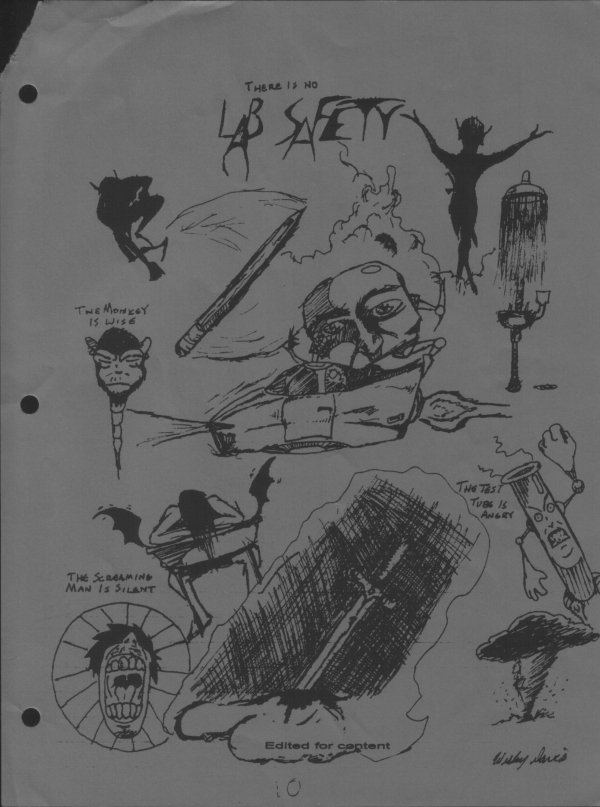 THERE IS NO
LAB SAFETY
THE MONKEY
IS WISE
THE TEST
TUBE IS
ANGRY
THE SCREAMING
MAN IS SILENT
Edited for content
10